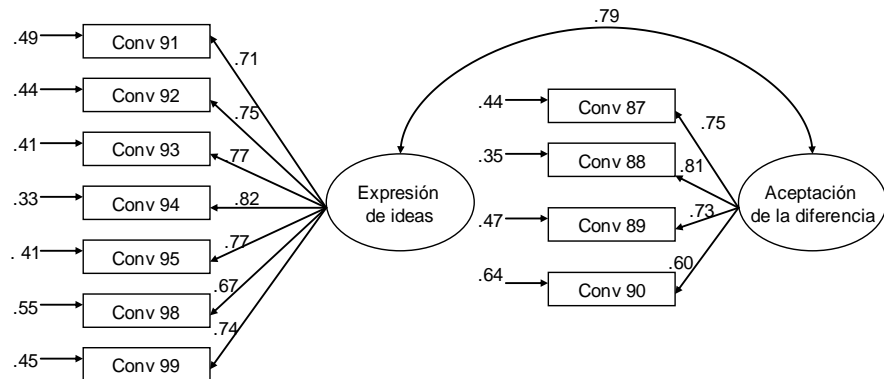 .79
.49
Conv 91
.71
.44
Conv 92
.75
.41
Conv 93
.77
.33
Conv 94
.82
. 41
Conv 95
.77
.55
Conv 98
.67
.45
Conv 99
.74
Expresión
de ideas
.44
Conv 87
.75
.35
Conv 88
.81
.47
Conv 89
.73
.64
Conv 90
.60
Aceptación
de la diferencia